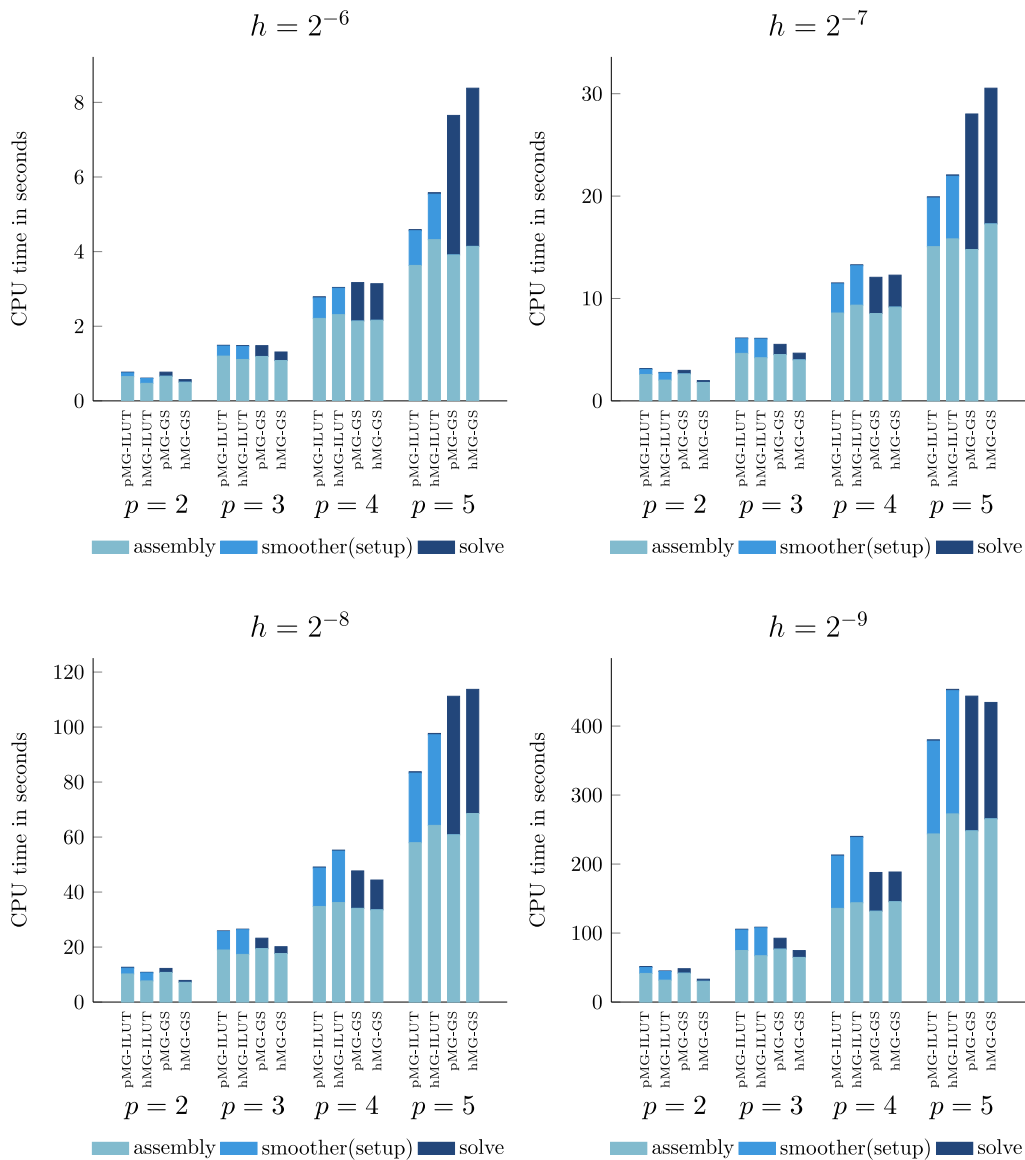 h = 2⁻⁶
CPU time in seconds
8
6
4
2
0
pMG-ILUT hMG-ILUT pMG-GS hMG-GS pMG-ILUT hMG-ILUT pMG-GS hMG-GS pMG-ILUT hMG-ILUT pMG-GS hMG-GS pMG-ILUT hMG-ILUT pMG-GS hMG-GS
p = 2 p = 3 p = 4 p = 5
assembly smoother(setup) solve
h = 2⁻⁷
CPU time in seconds
30
20
10
0
pMG-ILUT hMG-ILUT pMG-GS hMG-GS pMG-ILUT hMG-ILUT pMG-GS hMG-GS pMG-ILUT hMG-ILUT pMG-GS hMG-GS pMG-ILUT hMG-ILUT pMG-GS hMG-GS
p = 2 p = 3 p = 4 p = 5
assembly smoother(setup) solve
h = 2⁻⁸
CPU time in seconds
120
100
80
60
40
20
0
pMG-ILUT hMG-ILUT pMG-GS hMG-GS pMG-ILUT hMG-ILUT pMG-GS hMG-GS pMG-ILUT hMG-ILUT pMG-GS hMG-GS pMG-ILUT hMG-ILUT pMG-GS hMG-GS
p = 2 p = 3 p = 4 p = 5
assembly smoother(setup) solve
h = 2⁻⁹
CPU time in seconds
400
300
200
100
0
pMG-ILUT hMG-ILUT pMG-GS hMG-GS pMG-ILUT hMG-ILUT pMG-GS hMG-GS pMG-ILUT hMG-ILUT pMG-GS hMG-GS pMG-ILUT hMG-ILUT pMG-GS hMG-GS
p = 2 p = 3 p = 4 p = 5
assembly smoother(setup) solve